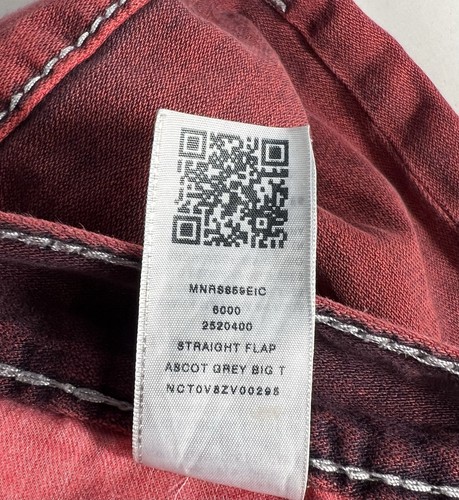 MNRS859EIC
6000
2520400
STRAIGHT FLAP
ASCOT GREY BIG T
NCT0V8ZV00295